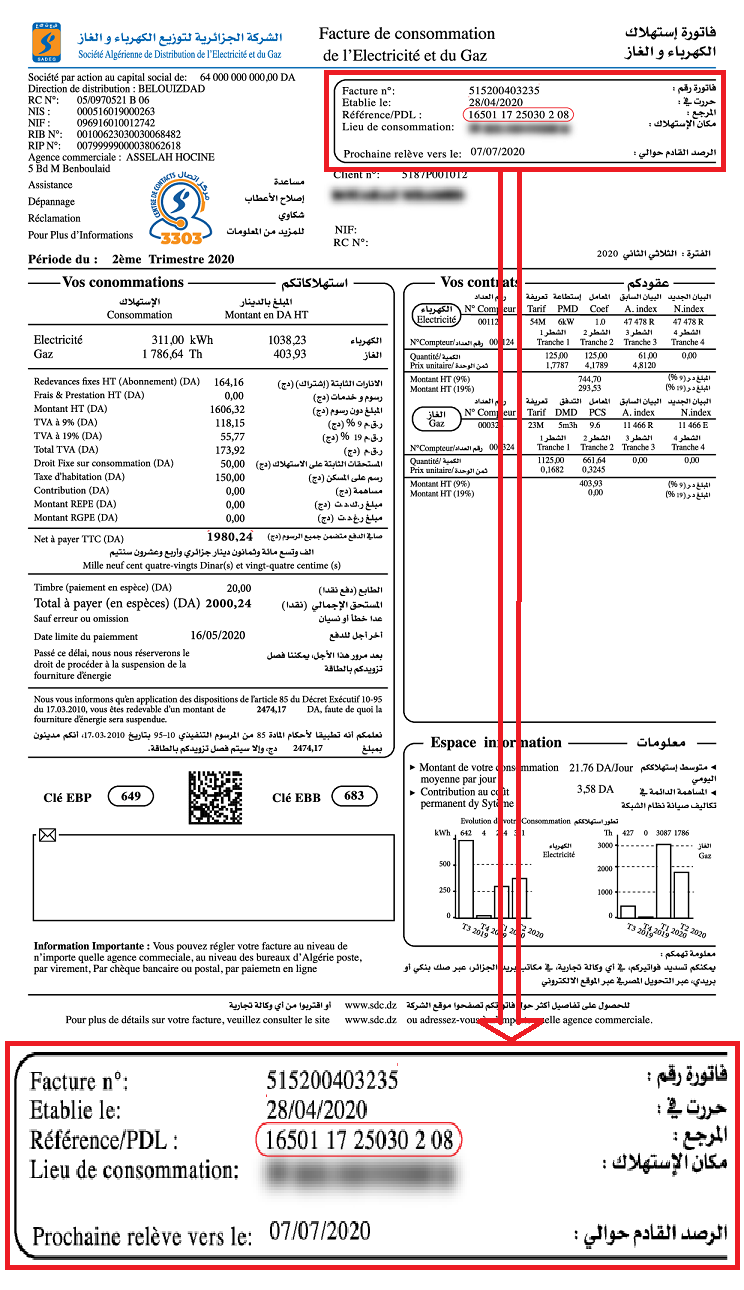 الشركة الجزائرية لتوزيع الكهرباء و الغاز
Société Algérienne de Distribution de l'Electricité et du Gaz
SADEG
Facture de consommation
de l'Electricité et du Gaz
فاتورة إستهلاك
الكهرباء و الغاز
Société par action au capital social de: 64 000 000 000,00 DA
Direction de distribution : BELOUIZDAD
RC N°: 05/0970521 B 06
NIS : 000516019000263
NIF : 096916010012742
RIB N°: 00100623030030068482
RIP N°: 00799999000038062618
Agence commerciale : ASSELAH HOCINE
5 Bd M Benboulaid
Assistance مساعدة
Dépannage إصلاح الأعطاب
Réclamation شكاوي
Pour Plus d'Informations للمزيد من المعلومات
CENTRE DE CONTACTS مركز اتصال
3303
Facture n°: 515200403235 فاتورة رقم :
Etablie le: 28/04/2020 حررت في :
Référence/PDL : 16501 17 25030 2 08 المرجع :
Lieu de consommation: مكان الإستهلاك :
Prochaine relève vers le: 07/07/2020 الرصد القادم حوالي :
Client n°: 5187P001012
NIF:
RC N°:
Période du : 2ème Trimestre 2020
الفترة : الثلاثي الثاني 2020
Vos conommations استهلاكاتكم
الإستهلاك المبلغ بالدينار
Consommation Montant en DA HT
Electricité 311,00 kWh 1038,23 الكهرباء
Gaz 1 786,64 Th 403,93 الغاز
Redevances fixes HT (Abonnement) (DA) 164,16 الاتارات الثابتة (إشتراك) (دج)
Frais & Prestation HT (DA) 0,00 رسوم و خدمات (دج)
Montant HT (DA) 1606,32 المبلغ دون رسوم (دج)
TVA à 9% (DA) 118,15 ر.ق.م 9 % (دج)
TVA à 19% (DA) 55,77 ر.ق.م 19 % (دج)
Total TVA (DA) 173,92 ر.ق.م (دج)
Droit Fixe sur consommation (DA) 50,00 المستحقات الثابتة على الاستهلاك (دج)
Taxe d'habitation (DA) 150,00 رسم على المسكن (دج)
Contribution (DA) 0,00 مساهمة (دج)
Montant REPE (DA) 0,00 مبلغ ر.ك.د.ت (دج)
Montant RGPE (DA) 0,00 مبلغ ر.غ.د.ت (دج)
Net à payer TTC (DA) 1980,24 صافي الدفع متضمن جميع الرسوم (دج)
الف وتسع مائة وثمانون دينار جزائري وأربع وعشرون سنتيم
Mille neuf cent quatre-vingts Dinar(s) et vingt-quatre centime (s)
Timbre (paiement en espèce) (DA) 20,00 الطابع (دفع نقدا)
Total à payer (en espèces) (DA) 2000,24 المستحق الإجمالي (نقدا)
Sauf erreur ou omission عدا خطأ أو نسيان
Date limite du paiemment 16/05/2020 أخر أجل للدفع
Passé ce délai, nous nous réserverons le
droit de procéder à la suspension de la
fourniture d'énergie
بعد مرور هذا الأجل، يمكننا فصل
تزويدكم بالطاقة
Nous vous informons qu'en application des dispositions de l'article 85 du Décret Exécutif 10-95
du 17.03.2010, vous êtes redevable d'un montant de 2474,17 DA, faute de quoi la
fourniture d'énergie sera suspendue.
نعلمكم أنه تطبيقا لأحكام المادة 85 من المرسوم التنفيذي 10-95 بتاريخ 17.03.2010، أنكم مدينون
بمبلغ 2474,17 دج، وإلا سيتم فصل تزويدكم بالطاقة.
Clé EBP 649 Clé EBB 683
Information Importante : Vous pouvez régler votre facture au niveau de
n'importe quelle agence commeciale, au niveau des bureaux d'Algérie poste,
par virement, Par chèque bancaire ou postal, par paiemetn en ligne
Vos contrats عقودكم
الكهرباء
Electricité
رقم العداد تعريفة إستطاعة المعامل البيان السابق البيان الجديد
N° Compteur Tarif PMD Coef A. index N.index
54M 6kW 1.0 47 478 R 47 478 R
الشطر 1 الشطر 2 الشطر 3 الشطر 4
N°Compteur/رقم العداد Tranche 1 Tranche 2 Tranche 3 Tranche 4
Quantité/الكمية 125,00 125,00 61,00 0,00
Prix unitaire/ثمن الوحدة 1,7787 4,1789 4,8120
Montant HT (9%) 744,70 المبلغ د ر (9 %)
Montant HT (19%) 293,53 المبلغ د ر (19 %)
الغاز
Gaz
رقم العداد تعريفة التدفق المعامل البيان السابق البيان الجديد
N° Compteur Tarif DMD PCS A. index N.index
23M 5m3h 9.6 11 466 R 11 466 E
الشطر 1 الشطر 2 الشطر 3 الشطر 4
N°Compteur/رقم العداد Tranche 1 Tranche 2 Tranche 3 Tranche 4
Quantité/الكمية 1125,00 661,64 0,00 0,00
Prix unitaire/ثمن الوحدة 0,1682 0,3245
Montant HT (9%) 403,93 المبلغ د ر (9 %)
Montant HT (19%) 0,00 المبلغ د ر (19 %)
Espace information معلومات
Montant de votre consommation
moyenne par jour 21.76 DA/Jour متوسط إستهلاككم اليومي
Contribution au coût
permanent dy Sytème 3,58 DA المساهمة الدائمة في
تكاليف صيانة نظام الشبكة
Evolution de votre Consommation تطور استهلاككم
kWh 642 4
الكهرباء
Electricité
500
250
0
T3 2019 T4 2019 T1 2020 T2 2020
Th 427 0 3087 1786
الغاز
Gaz
3000
2000
1000
0
T3 2019 T4 2019 T1 2020 T2 2020
معلومة تهمكم :
يمكنكم تسديد فواتيركم، في أي وكالة تجارية، في مكاتب بريد الجزائر، عبر صك بنكي أو
بريدي، عبر التحويل المصرفي عبر الموقع الالكتروني
للحصول على تفاصيل أكثر حول فاتورتكم تصفحوا موقع الشركة www.sdc.dz أو اقتربوا من أي وكالة تجارية
Pour plus de détails sur votre facture, veuillez consulter le site www.sdc.dz ou adressez-vous à n'importe quelle agence commerciale.
Facture n°: 515200403235 فاتورة رقم :
Etablie le: 28/04/2020 حررت في :
Référence/PDL : 16501 17 25030 2 08 المرجع :
Lieu de consommation: مكان الإستهلاك :
Prochaine relève vers le: 07/07/2020 الرصد القادم حوالي :